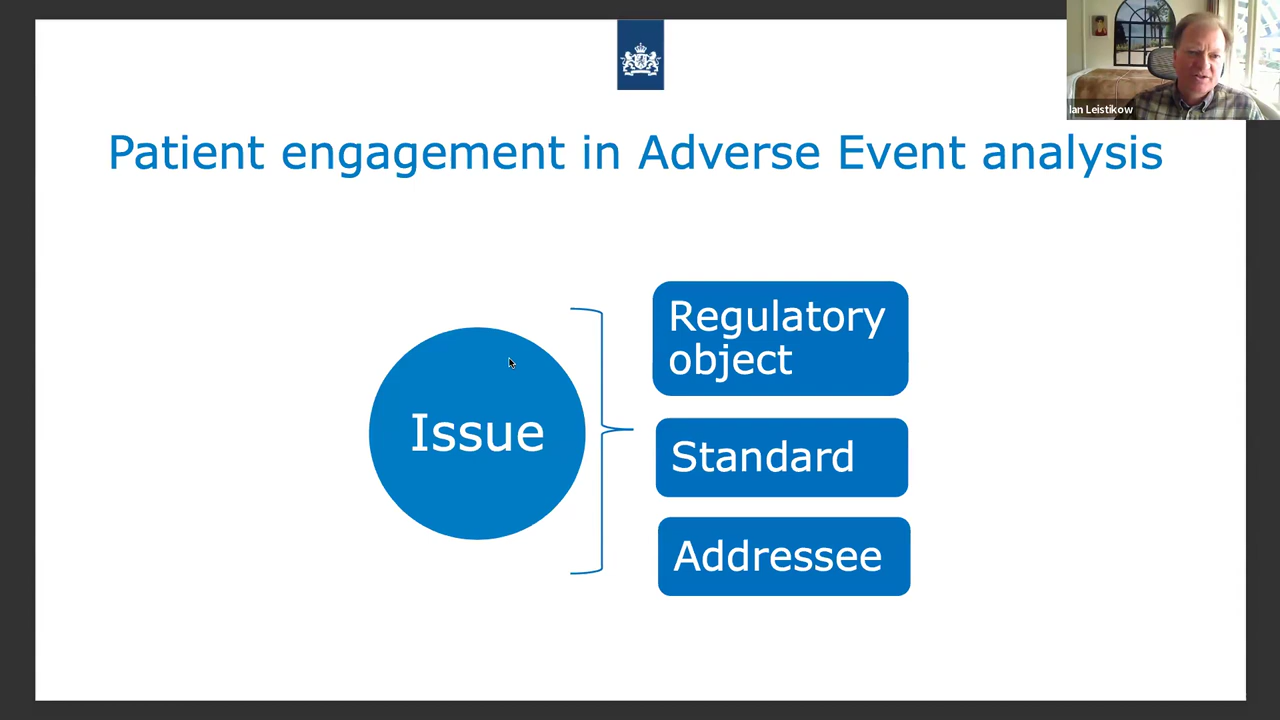 Ian Leistikow
Patient engagement in Adverse Event analysis
Issue
Regulatory
object
Standard
Addressee